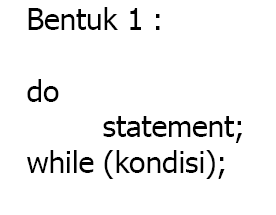 Bentuk 1 :
do
statement;
while (kondisi);